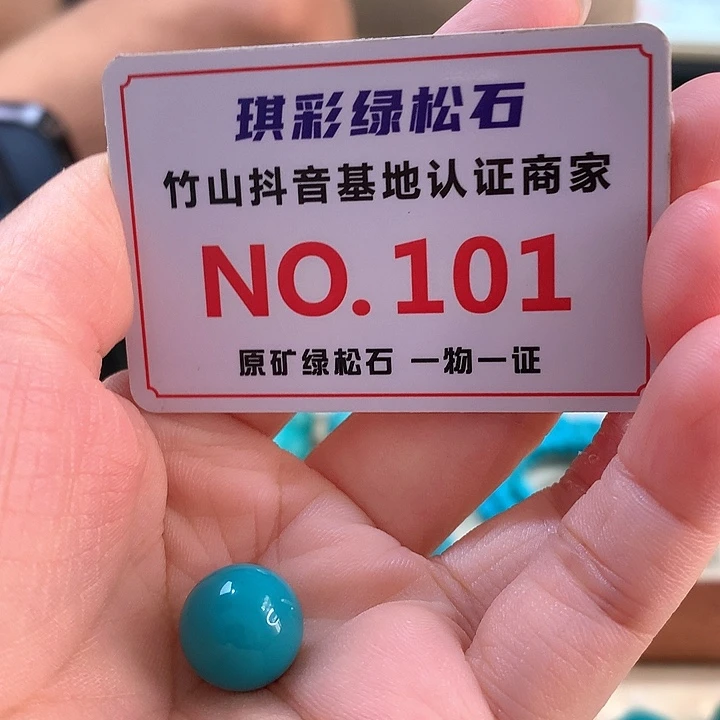 琪彩绿松石
竹山抖音基地认证商家
NO.101
原矿绿松石 一物一证